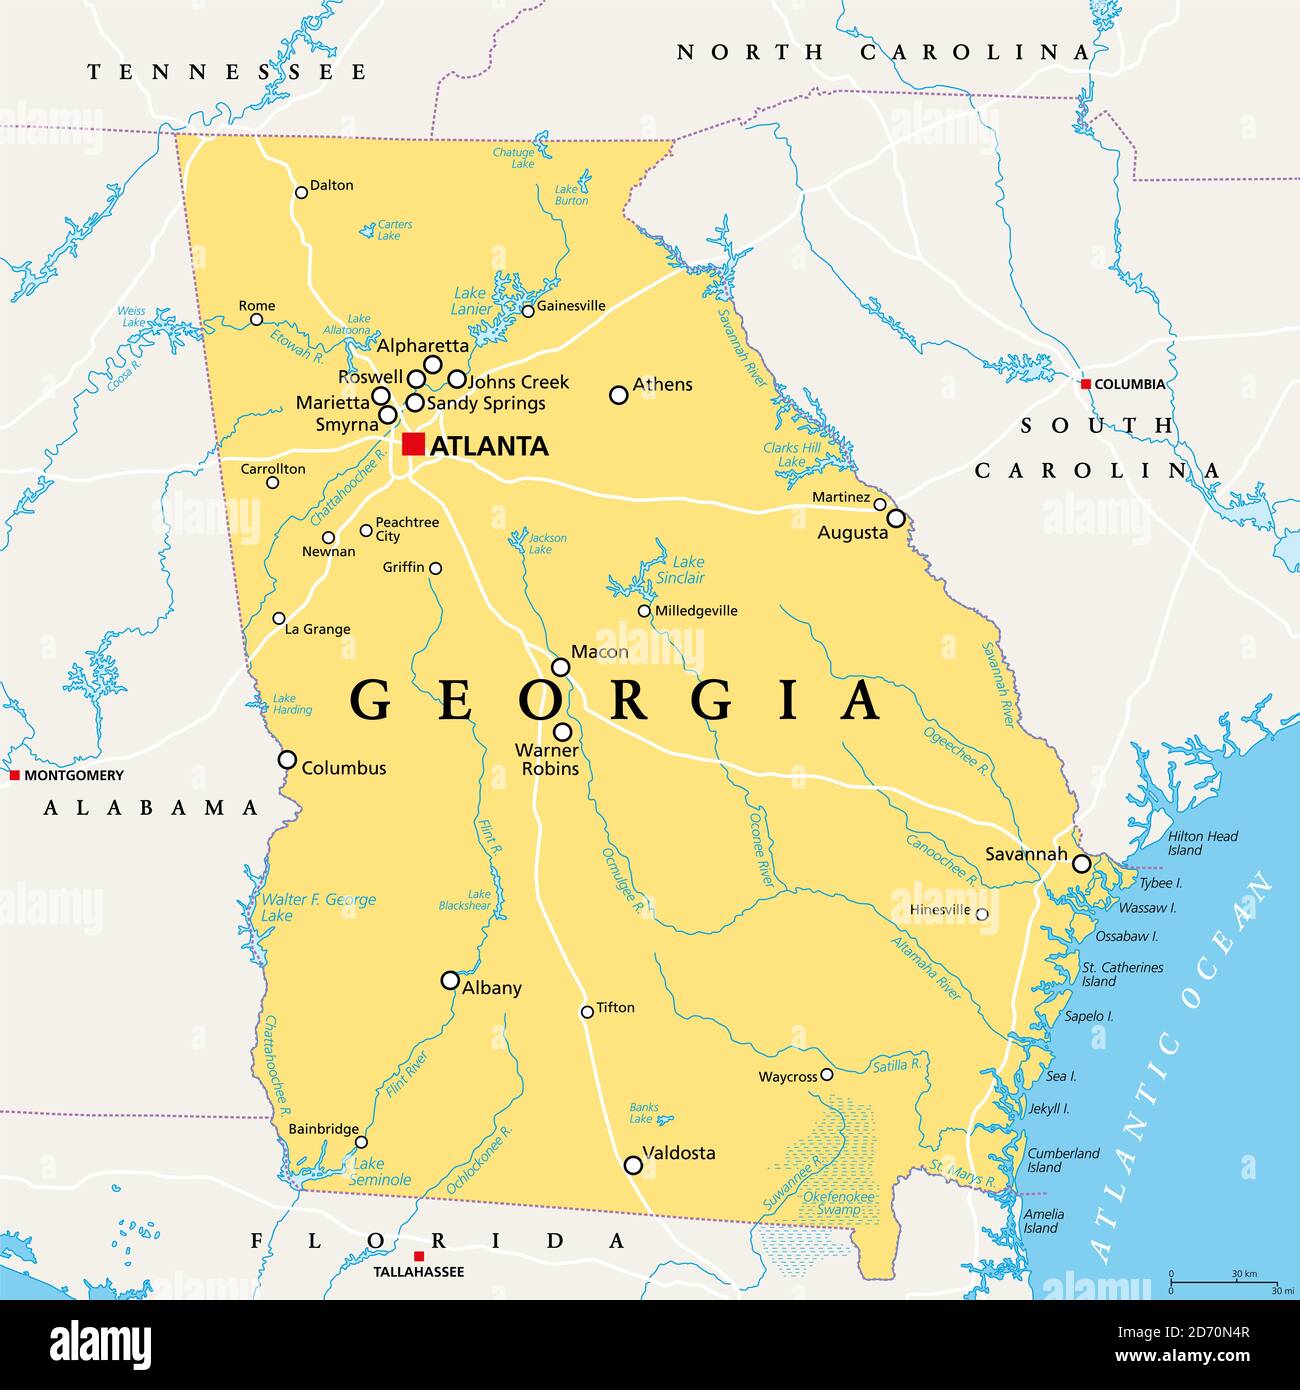 TENNESSEE
NORTH CAROLINA
Chatuge
Lake
Lake
Burton
Dalton
Carters
Lake
Lake
Lanier
Gainesville
Rome
Weiss
Lake
Lake
Allatoona
Etowah R.
Coosa R.
Alpharetta
Roswell
Johns Creek
Marietta
Sandy Springs
Smyrna
ATLANTA
Athens
Savannah River
COLUMBIA
SOUTH
CAROLINA
Clarks Hill
Lake
Carrollton
Chattahoochee R.
Martinez
Augusta
Peachtree
City
Newnan
Griffin
Jackson
Lake
Lake
Sinclair
Milledgeville
La Grange
Macon
Savannah River
GEORGIA
Lake
Harding
Warner
Robins
Columbus
Ogeechee R.
MONTGOMERY
ALABAMA
Flint R.
Ocmulgee R.
Oconee River
Canoochee R.
Savannah
Hilton Head
Island
Tybee I.
Wassaw I.
Walter F. George
Lake
Lake
Blackshear
Hinesville
Ossabaw I.
Altamaha River
St. Catherines
Island
Albany
Tifton
Sapelo I.
ATLANTIC OCEAN
Chattahoochee R.
Flint River
Waycross
Satilla R.
Sea I.
Jekyll I.
Banks
Lake
Bainbridge
Valdosta
Cumberland
Island
Lake
Seminole
Ochlockonee R.
Suwannee R.
Okefenokee
Swamp
St. Marys R.
Amelia
Island
FLORIDA
TALLAHASSEE
0 30 km
0 30 mi
alamy
Image ID: 2D70N4R
www.alamy.com